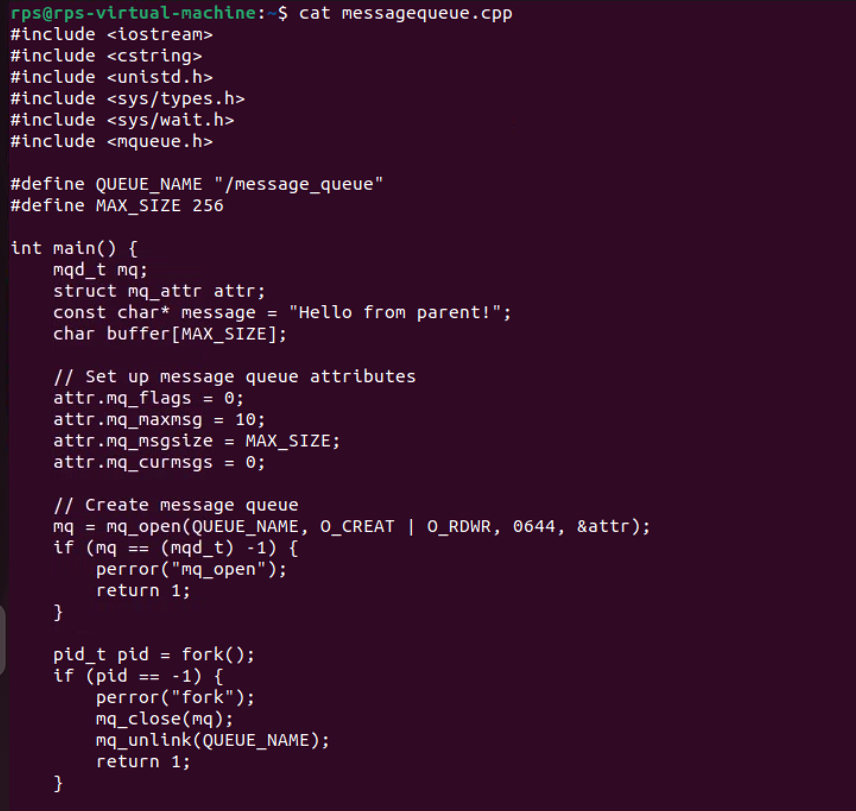 rps@rps-virtual-machine:~$ cat messagequeue.cpp
#include <iostream>
#include <cstring>
#include <unistd.h>
#include <sys/types.h>
#include <sys/wait.h>
#include <mqueue.h>

#define QUEUE_NAME "/message_queue"
#define MAX_SIZE 256

int main() {
    mqd_t mq;
    struct mq_attr attr;
    const char* message = "Hello from parent!";
    char buffer[MAX_SIZE];

    // Set up message queue attributes
    attr.mq_flags = 0;
    attr.mq_maxmsg = 10;
    attr.mq_msgsize = MAX_SIZE;
    attr.mq_curmsgs = 0;

    // Create message queue
    mq = mq_open(QUEUE_NAME, O_CREAT | O_RDWR, 0644, &attr);
    if (mq == (mqd_t) -1) {
        perror("mq_open");
        return 1;
    }

    pid_t pid = fork();
    if (pid == -1) {
        perror("fork");
        mq_close(mq);
        mq_unlink(QUEUE_NAME);
        return 1;
    }